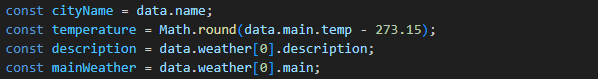 const cityName = data.name;
const temperature = Math.round(data.main.temp - 273.15);
const description = data.weather[0].description;
const mainWeather = data.weather[0].main;